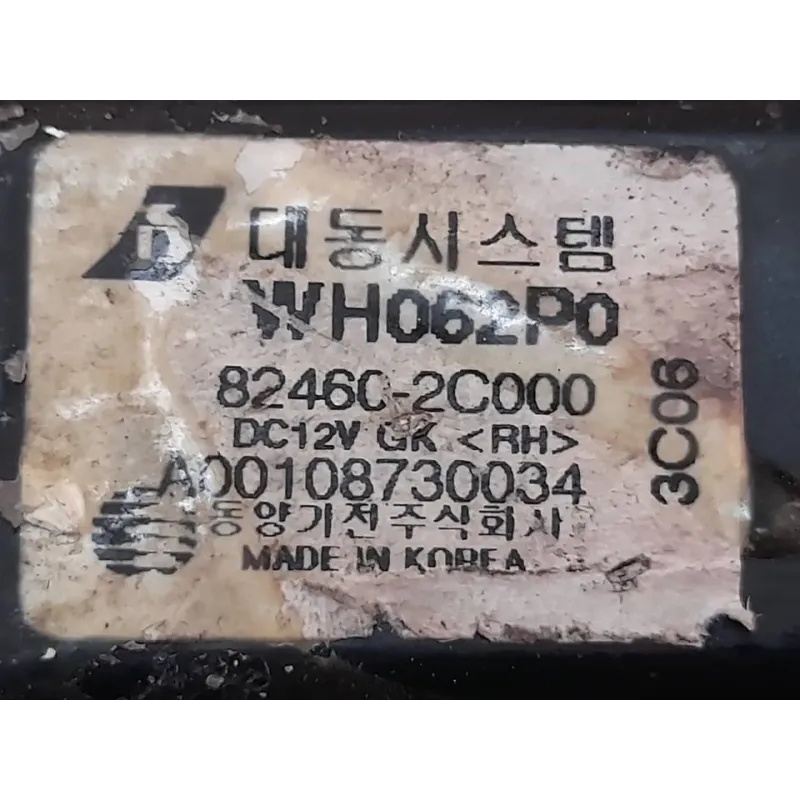 대동시스템
WH062P0
82460-2C000
DC12V GK <RH>
A00108730034
동양기전주식회사
MADE IN KOREA
3C06